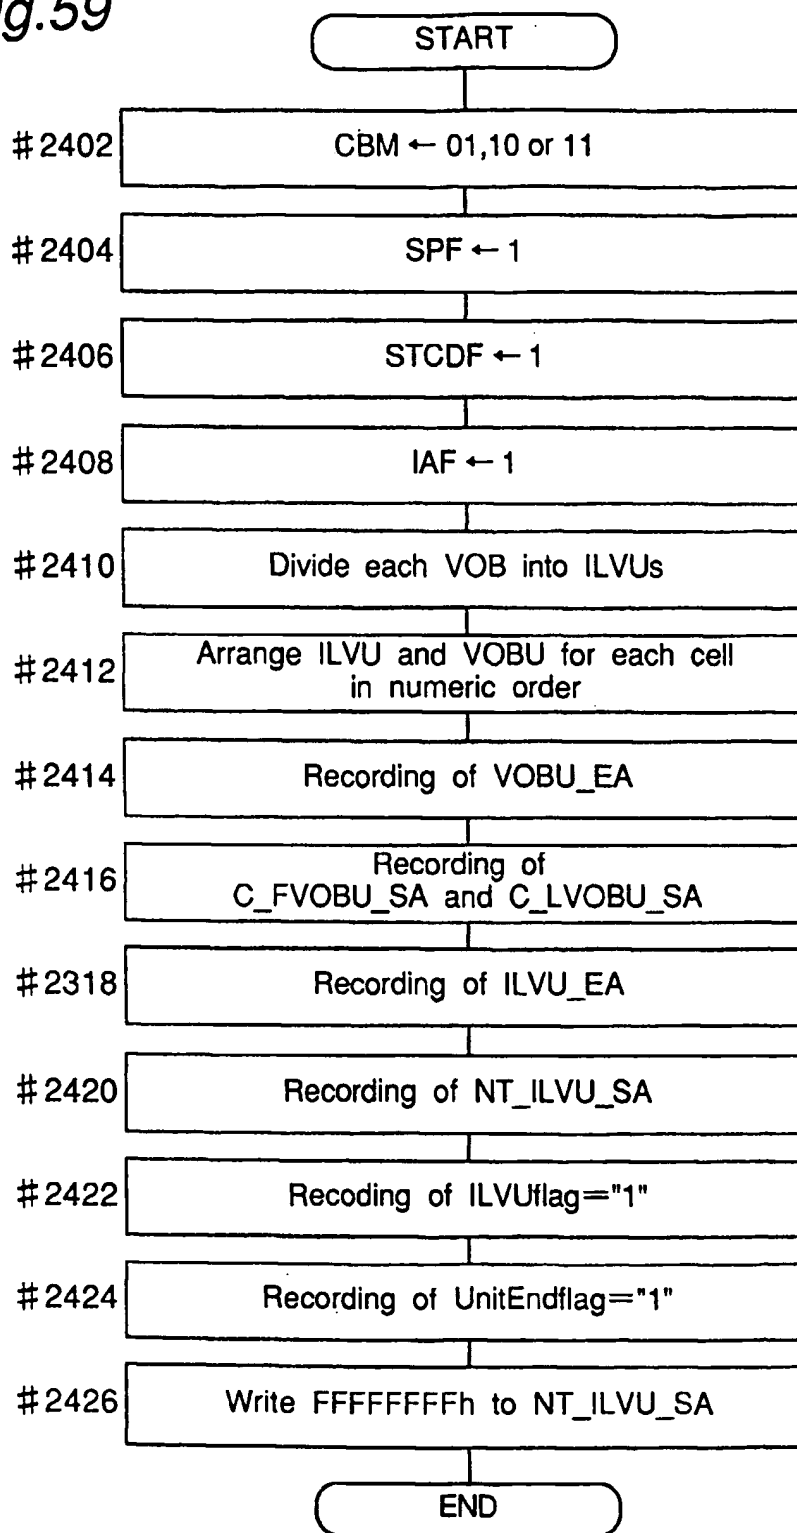 g.59
START
#2402 CBM ← 01,10 or 11
#2404 SPF ← 1
#2406 STCDF ← 1
#2408 IAF ← 1
#2410 Divide each VOB into ILVUs
#2412 Arrange ILVU and VOBU for each cell
in numeric order
#2414 Recording of VOBU_EA
#2416 Recording of
C_FVOBU_SA and C_LVOBU_SA
#2318 Recording of ILVU_EA
#2420 Recording of NT_ILVU_SA
#2422 Recoding of ILVUflag="1"
#2424 Recording of UnitEndflag="1"
#2426 Write FFFFFFFFh to NT_ILVU_SA
END